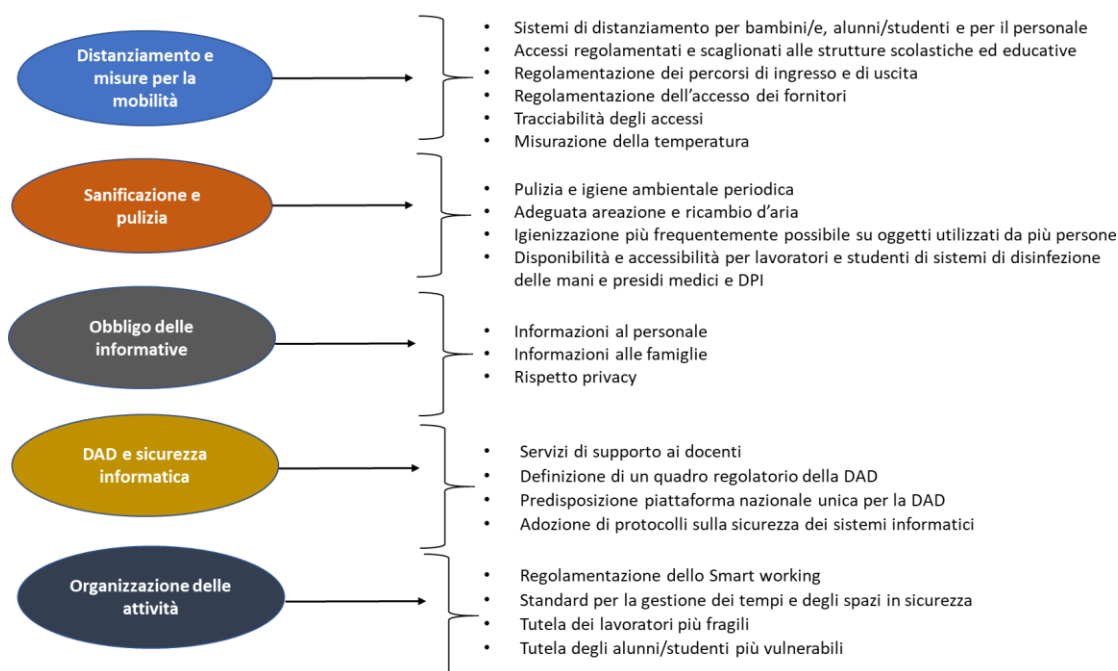 Distanziamento e
misure per la
mobilità
• Sistemi di distanziamento per bambini/e, alunni/studenti e per il personale
• Accessi regolamentati e scaglionati alle strutture scolastiche ed educative
• Regolamentazione dei percorsi di ingresso e di uscita
• Regolamentazione dell’accesso dei fornitori
• Tracciabilità degli accessi
• Misurazione della temperatura
Sanificazione e
pulizia
• Pulizia e igiene ambientale periodica
• Adeguata areazione e ricambio d’aria
• Igienizzazione più frequentemente possibile su oggetti utilizzati da più persone
• Disponibilità e accessibilità per lavoratori e studenti di sistemi di disinfezione
delle mani e presidi medici e DPI
Obbligo delle
informative
• Informazioni al personale
• Informazioni alle famiglie
• Rispetto privacy
DAD e sicurezza
informatica
• Servizi di supporto ai docenti
• Definizione di un quadro regolatorio della DAD
• Predisposizione piattaforma nazionale unica per la DAD
• Adozione di protocolli sulla sicurezza dei sistemi informatici
Organizzazione delle
attività
• Regolamentazione dello Smart working
• Standard per la gestione dei tempi e degli spazi in sicurezza
• Tutela dei lavoratori più fragili
• Tutela degli alunni/studenti più vulnerabili